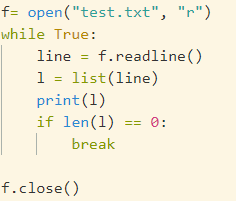 f= open("test.txt", "r")
while True:
    line = f.readline()
    l = list(line)
    print(l)
    if len(l) == 0:
        break

f.close()